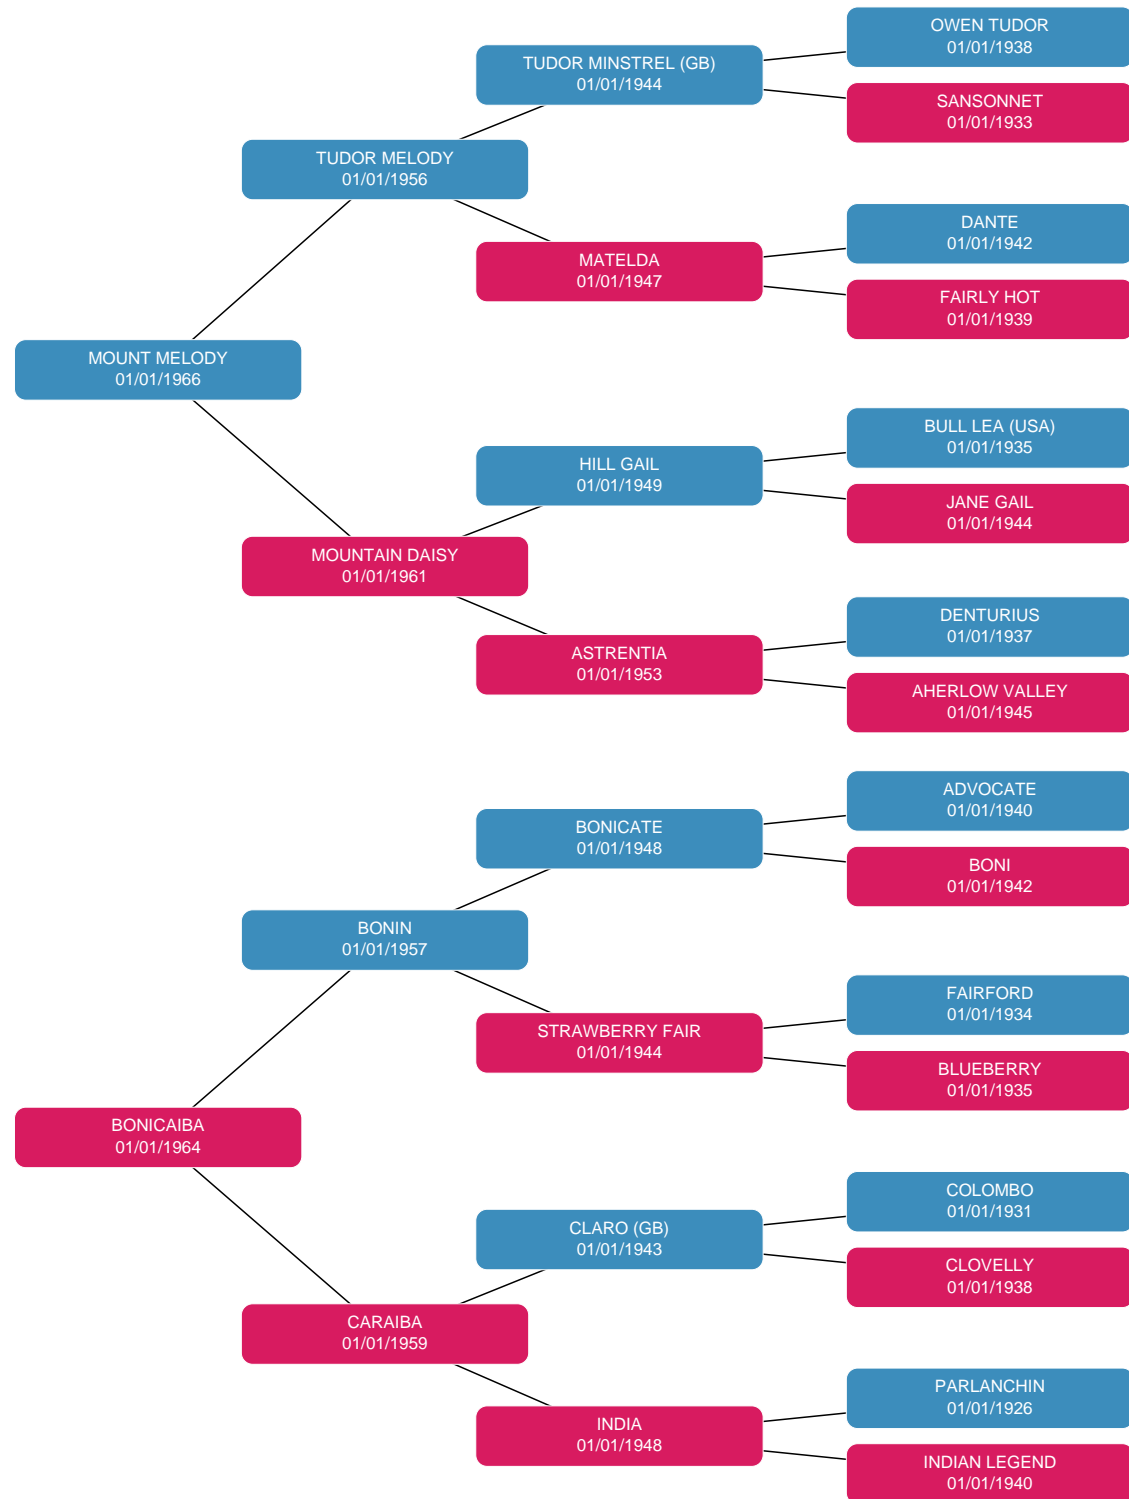 OWEN TUDOR
01/01/1938
TUDOR MINSTREL (GB)
01/01/1944
SANSONNET
01/01/1933
TUDOR MELODY
01/01/1956
DANTE
01/01/1942
MATELDA
01/01/1947
FAIRLY HOT
01/01/1939
MOUNT MELODY
01/01/1966
BULL LEA (USA)
01/01/1935
HILL GAIL
01/01/1949
JANE GAIL
01/01/1944
MOUNTAIN DAISY
01/01/1961
DENTURIUS
01/01/1937
ASTRENTIA
01/01/1953
AHERLOW VALLEY
01/01/1945
ADVOCATE
01/01/1940
BONICATE
01/01/1948
BONI
01/01/1942
BONIN
01/01/1957
FAIRFORD
01/01/1934
STRAWBERRY FAIR
01/01/1944
BLUEBERRY
01/01/1935
BONICAIBA
01/01/1964
COLOMBO
01/01/1931
CLARO (GB)
01/01/1943
CLOVELLY
01/01/1938
CARAIBA
01/01/1959
PARLANCHIN
01/01/1926
INDIA
01/01/1948
INDIAN LEGEND
01/01/1940